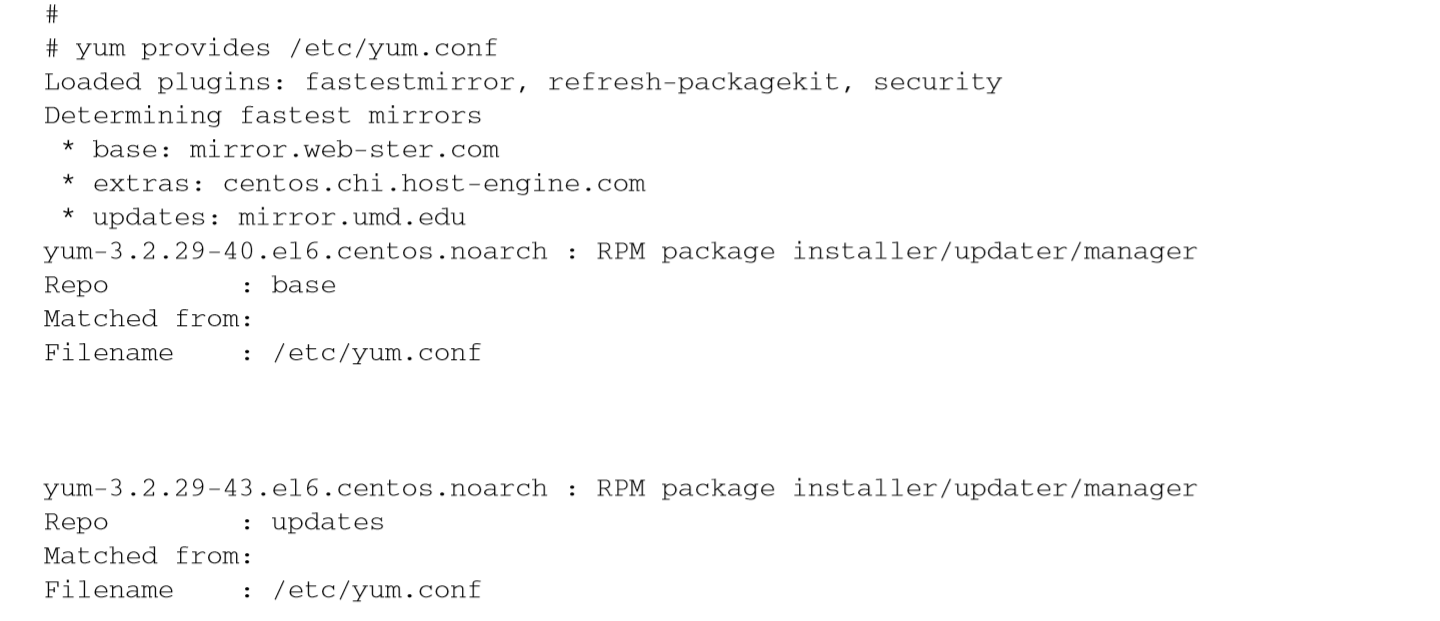 #
# yum provides /etc/yum.conf
Loaded plugins: fastestmirror, refresh-packagekit, security
Determining fastest mirrors
 * base: mirror.web-ster.com
 * extras: centos.chi.host-engine.com
 * updates: mirror.umd.edu
yum-3.2.29-40.el6.centos.noarch : RPM package installer/updater/manager
Repo        : base
Matched from:
Filename    : /etc/yum.conf
yum-3.2.29-43.el6.centos.noarch : RPM package installer/updater/manager
Repo        : updates
Matched from:
Filename    : /etc/yum.conf